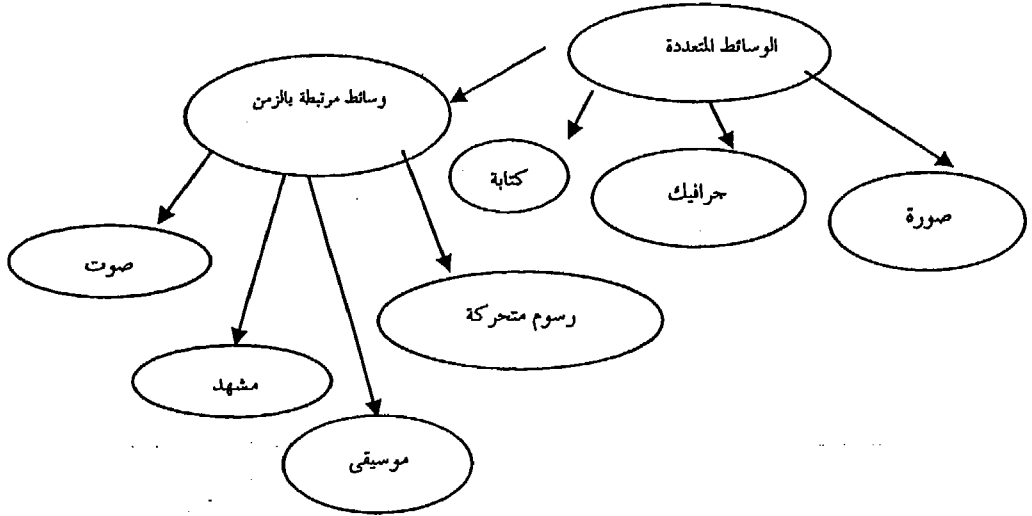 الوسائط المتعددة
وسائط مرتبطة بالزمن
صورة
جرافيك
كتابة
رسوم متحركة
صوت
مشهد
موسيقى